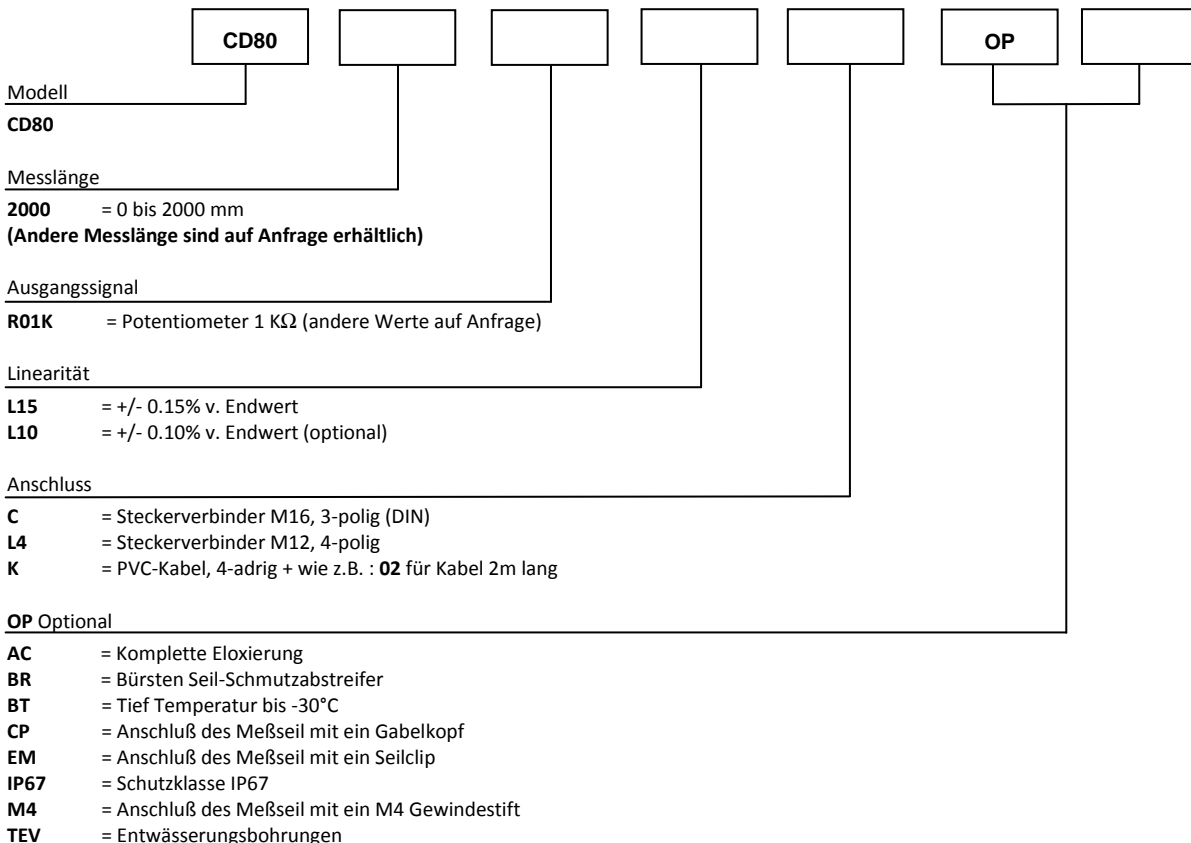 CD80 OP
Modell
CD80
Messlänge
2000 = 0 bis 2000 mm
(Andere Messlänge sind auf Anfrage erhältlich)
Ausgangssignal
R01K = Potentiometer 1 KΩ (andere Werte auf Anfrage)
Linearität
L15 = +/- 0.15% v. Endwert
L10 = +/- 0.10% v. Endwert (optional)
Anschluss
C = Steckerverbinder M16, 3-polig (DIN)
L4 = Steckerverbinder M12, 4-polig
K = PVC-Kabel, 4-adrig + wie z.B. : 02 für Kabel 2m lang
OP Optional
AC = Komplette Eloxierung
BR = Bürsten Seil-Schmutzabstreifer
BT = Tief Temperatur bis -30°C
CP = Anschluß des Meßseil mit ein Gabelkopf
EM = Anschluß des Meßseil mit ein Seilclip
IP67 = Schutzklasse IP67
M4 = Anschluß des Meßseil mit ein M4 Gewindestift
TEV = Entwässerungsbohrungen